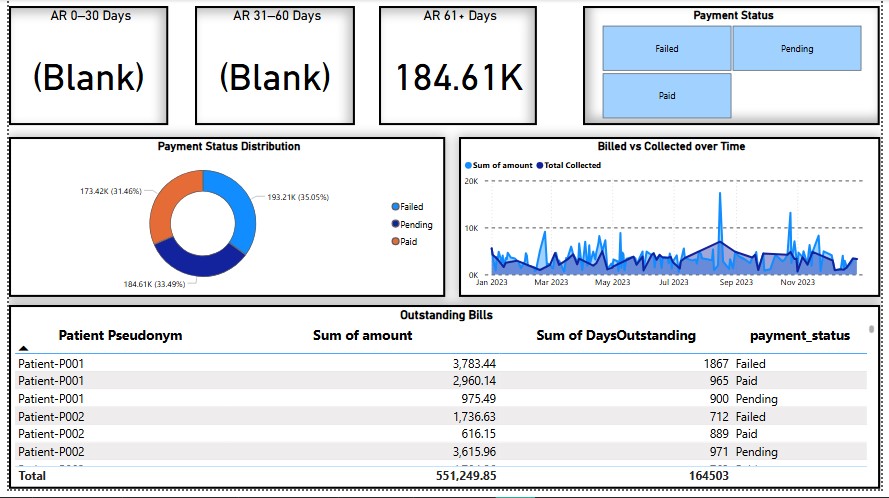 AR 0–30 Days
(Blank)
AR 31–60 Days
(Blank)
AR 61+ Days
184.61K
Payment Status
Failed
Pending
Paid
Payment Status Distribution
173.42K (31.46%)
193.21K (35.05%)
184.61K (33.49%)
Failed
Pending
Paid
Billed vs Collected over Time
Sum of amount Total Collected
20K
10K
0K
Jan 2023 Mar 2023 May 2023 Jul 2023 Sep 2023 Nov 2023
Outstanding Bills
Patient Pseudonym Sum of amount Sum of DaysOutstanding payment_status
Patient-P001 3,783.44 1867 Failed
Patient-P001 2,960.14 965 Paid
Patient-P001 975.49 900 Pending
Patient-P002 1,736.63 712 Failed
Patient-P002 616.15 889 Paid
Patient-P002 3,615.96 971 Pending
Total 551,249.85 164503